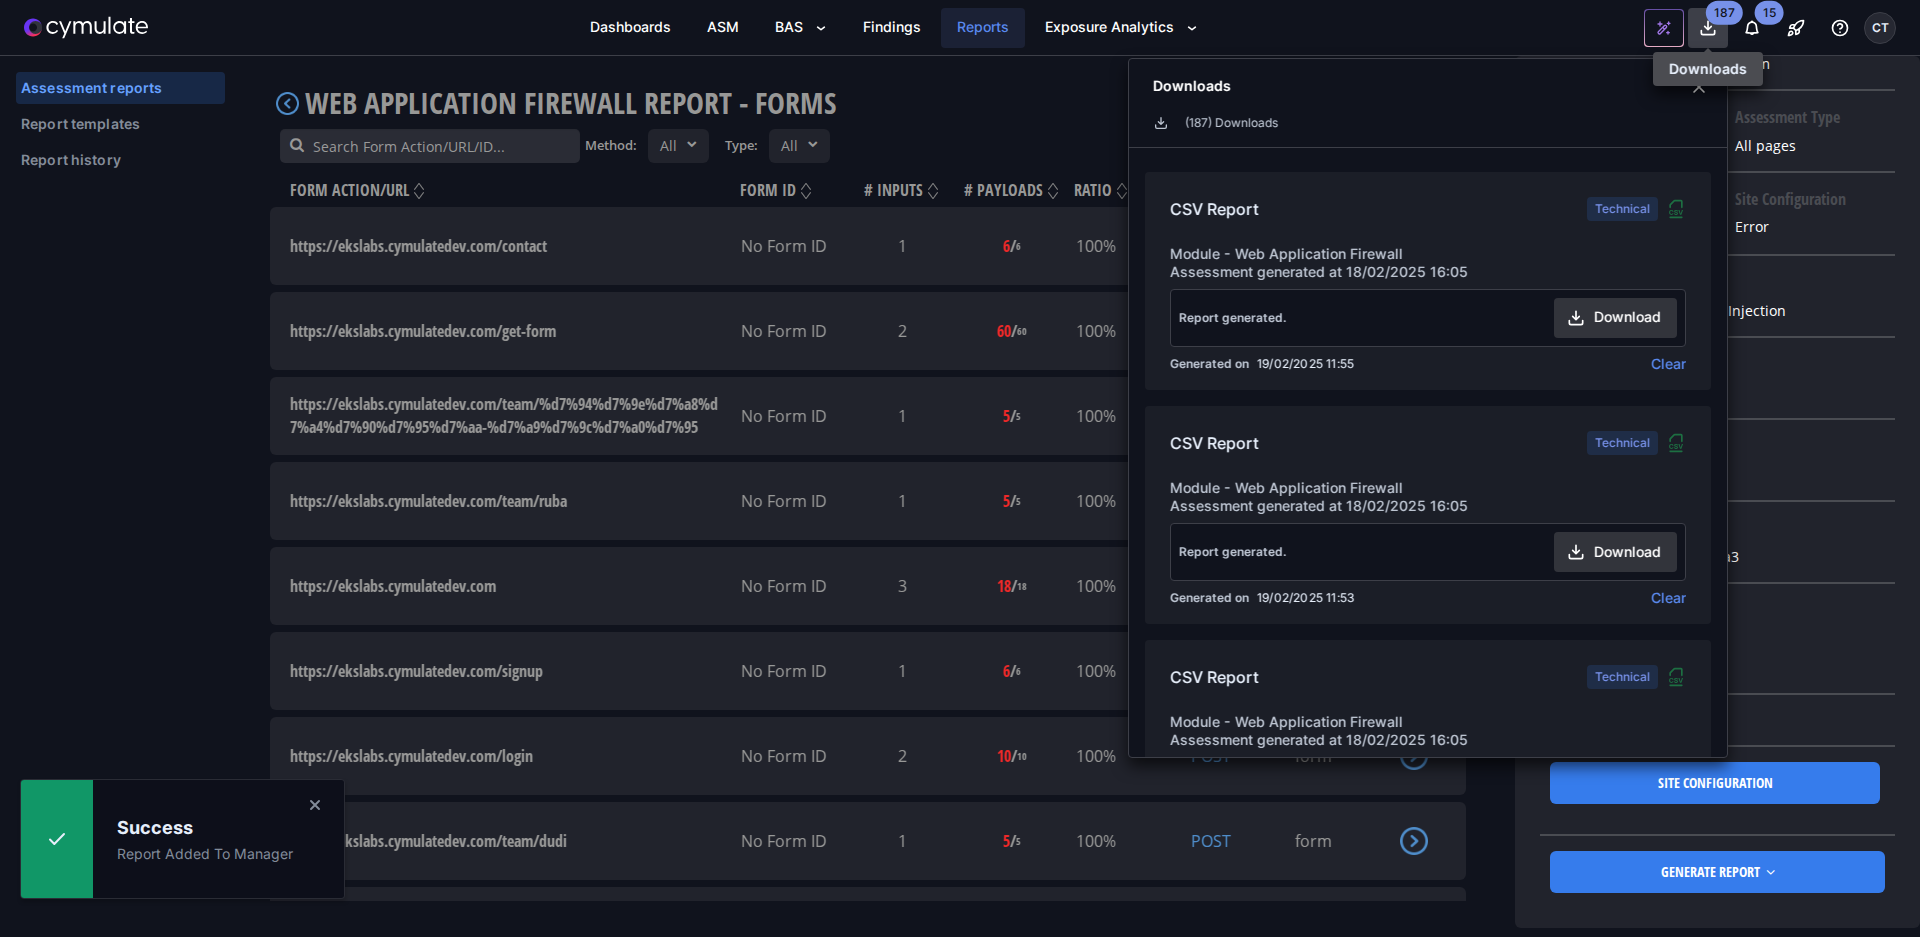 cymulate
Dashboards
ASM
BAS
Findings
Reports
Exposure Analytics
187
15
CT
Downloads
Assessment reports
Report templates
Report history
WEB APPLICATION FIREWALL REPORT - FORMS
Search Form Action/URL/ID...
Method:
All
Type:
All
FORM ACTION/URL
FORM ID
# INPUTS
# PAYLOADS
RATIO
https://ekslabs.cymulatedev.com/contact
No Form ID
1
6/6
100%
https://ekslabs.cymulatedev.com/get-form
No Form ID
2
60/60
100%
https://ekslabs.cymulatedev.com/team/%d7%94%d7%9e%d7%a8%d
7%a4%d7%90%d7%95%d7%aa-%d7%a9%d7%9c%d7%a0%d7%95
No Form ID
1
5/5
100%
https://ekslabs.cymulatedev.com/team/ruba
No Form ID
1
5/5
100%
https://ekslabs.cymulatedev.com
No Form ID
3
18/18
100%
https://ekslabs.cymulatedev.com/signup
No Form ID
1
6/6
100%
https://ekslabs.cymulatedev.com/login
No Form ID
2
10/10
100%
POST
form
kslabs.cymulatedev.com/team/dudi
No Form ID
1
5/5
100%
POST
form
Downloads
(187) Downloads
CSV Report
Technical
CSV
Module - Web Application Firewall
Assessment generated at 18/02/2025 16:05
Report generated.
Download
Generated on 19/02/2025 11:55
Clear
CSV Report
Technical
CSV
Module - Web Application Firewall
Assessment generated at 18/02/2025 16:05
Report generated.
Download
Generated on 19/02/2025 11:53
Clear
CSV Report
Technical
CSV
Module - Web Application Firewall
Assessment generated at 18/02/2025 16:05
Assessment Type
All pages
Site Configuration
Error
Injection
SITE CONFIGURATION
GENERATE REPORT
Success
Report Added To Manager